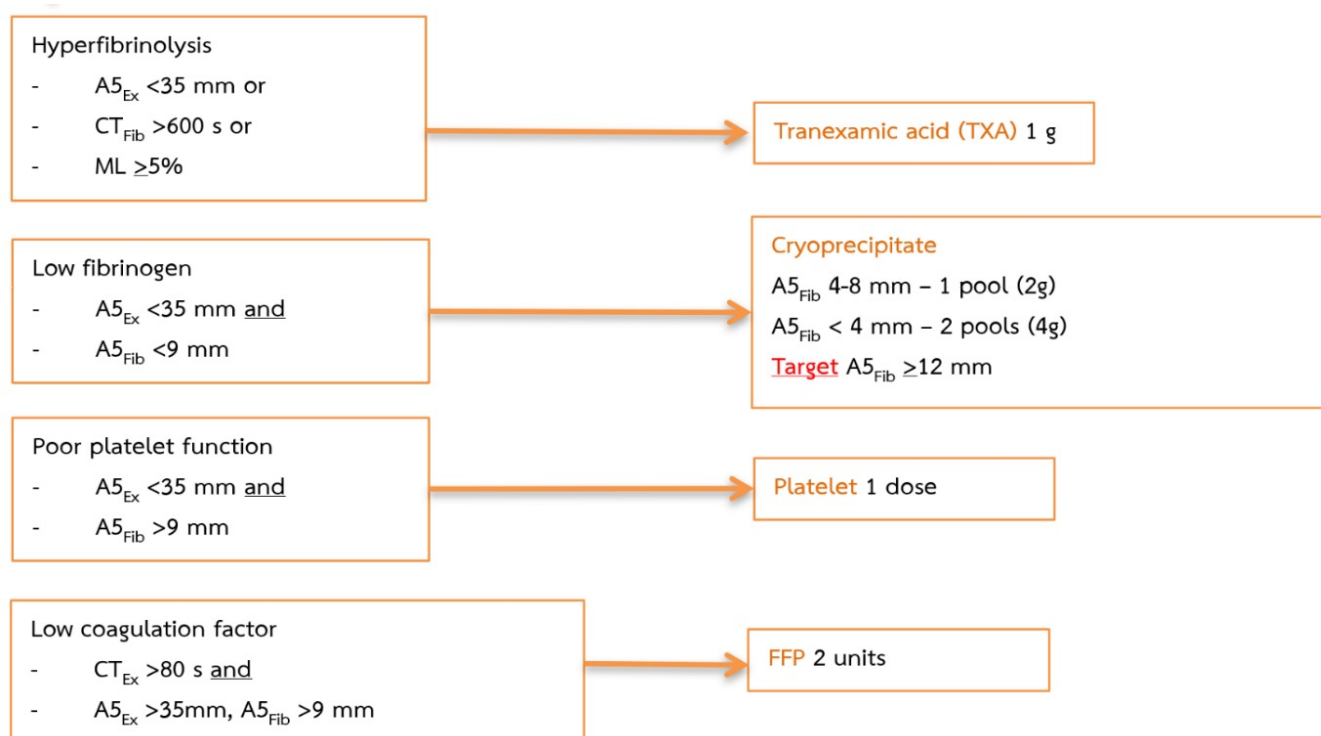 Hyperfibrinolysis
- A5Ex <35 mm or
- CTFib >600 s or
- ML ≥5%
Tranexamic acid (TXA) 1 g
Low fibrinogen
- A5Ex <35 mm and
- A5Fib <9 mm
Cryoprecipitate
A5Fib 4-8 mm – 1 pool (2g)
A5Fib < 4 mm – 2 pools (4g)
Target A5Fib ≥12 mm
Poor platelet function
- A5Ex <35 mm and
- A5Fib >9 mm
Platelet 1 dose
Low coagulation factor
- CTEx >80 s and
- A5Ex >35mm, A5Fib >9 mm
FFP 2 units